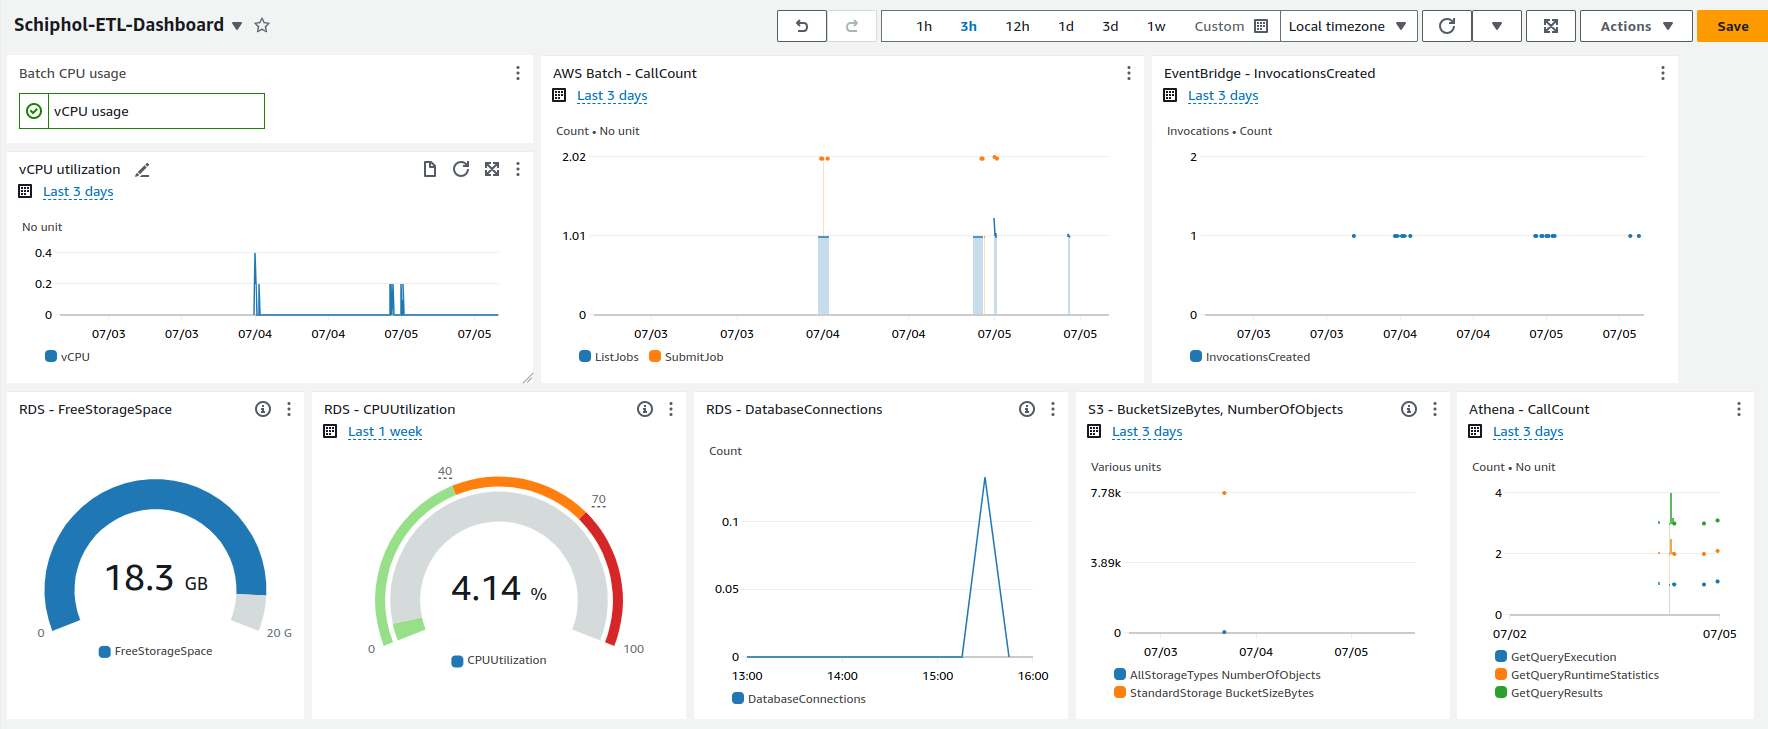 Schiphol-ETL-Dashboard
1h 3h 12h 1d 3d 1w Custom Local timezone Actions Save
Batch CPU usage
vCPU usage
vCPU utilization
Last 3 days
No unit
0.4
0.2
0
07/03 07/03 07/04 07/04 07/05 07/05
vCPU
AWS Batch - CallCount
Last 3 days
Count • No unit
2.02
1.01
0
07/03 07/03 07/04 07/04 07/05 07/05
ListJobs SubmitJob
EventBridge - InvocationsCreated
Last 3 days
Invocations • Count
2
1
0
07/03 07/03 07/04 07/04 07/05 07/05
InvocationsCreated
RDS - FreeStorageSpace
18.3 GB
0 20 G
FreeStorageSpace
RDS - CPUUtilization
Last 1 week
40
70
4.14 %
0 100
CPUUtilization
RDS - DatabaseConnections
Count
0.1
0.05
0
13:00 14:00 15:00 16:00
DatabaseConnections
S3 - BucketSizeBytes, NumberOfObjects
Last 3 days
Various units
7.78k
3.89k
0
07/03 07/04 07/05
AllStorageTypes NumberOfObjects
StandardStorage BucketSizeBytes
Athena - CallCount
Last 3 days
Count • No unit
4
2
0
07/02 07/05
GetQueryExecution
GetQueryRuntimeStatistics
GetQueryResults